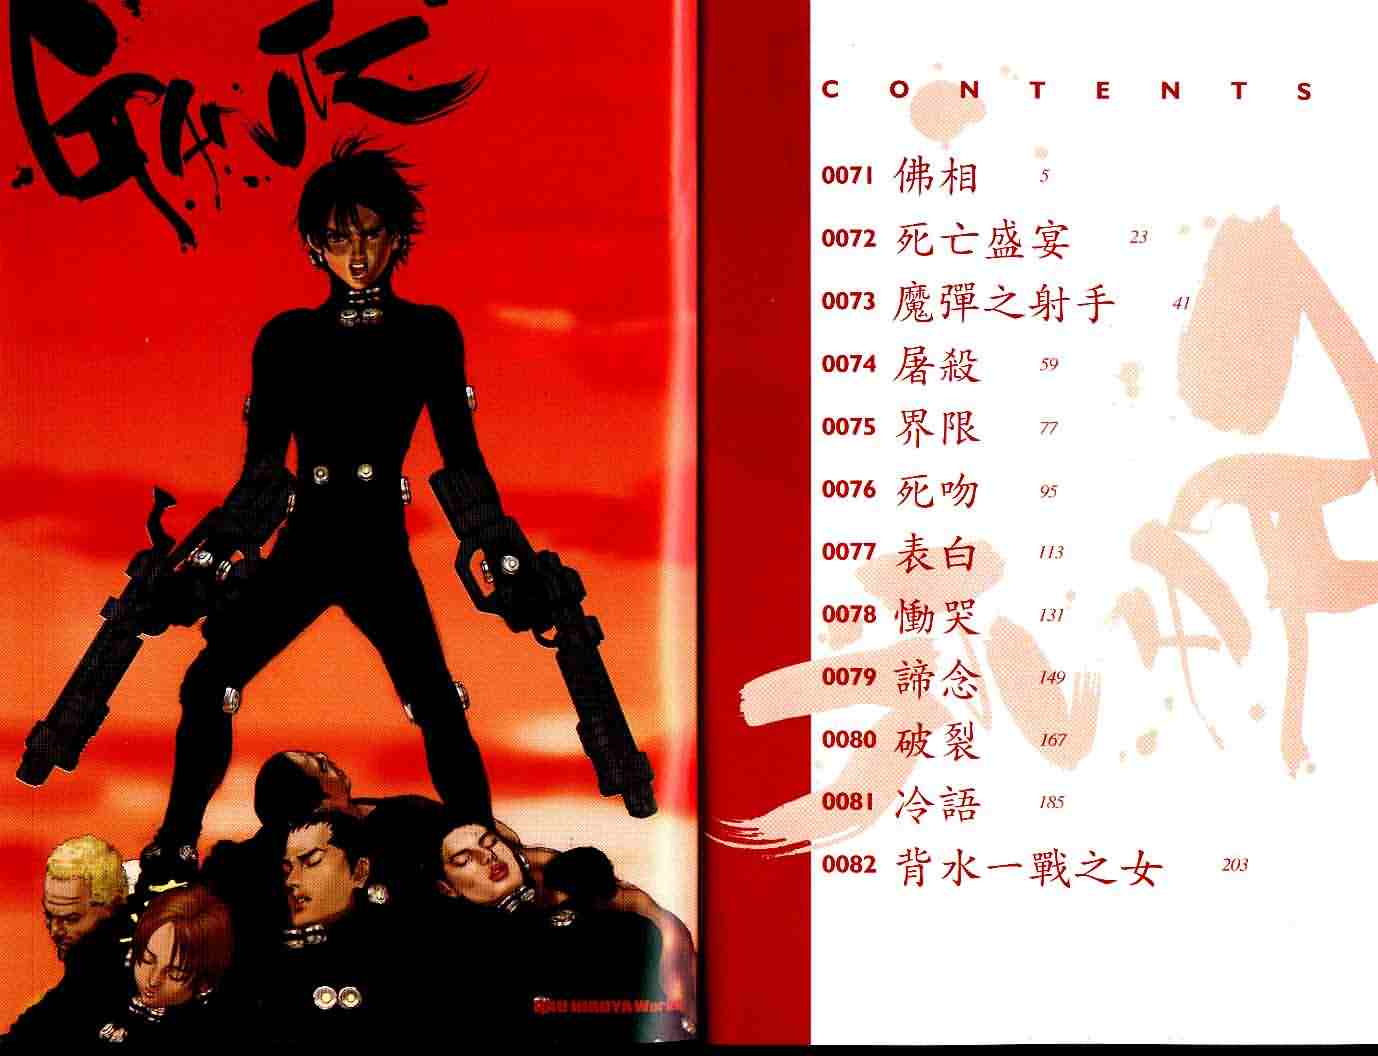 GANTZ
OKU HIROYA Works
CONTENTS
0071 佛相 5
0072 死亡盛宴 23
0073 魔彈之射手 41
0074 屠殺 59
0075 界限 77
0076 死吻 95
0077 表白 113
0078 慟哭 131
0079 諦念 149
0080 破裂 167
0081 冷語 185
0082 背水一戰之女 203